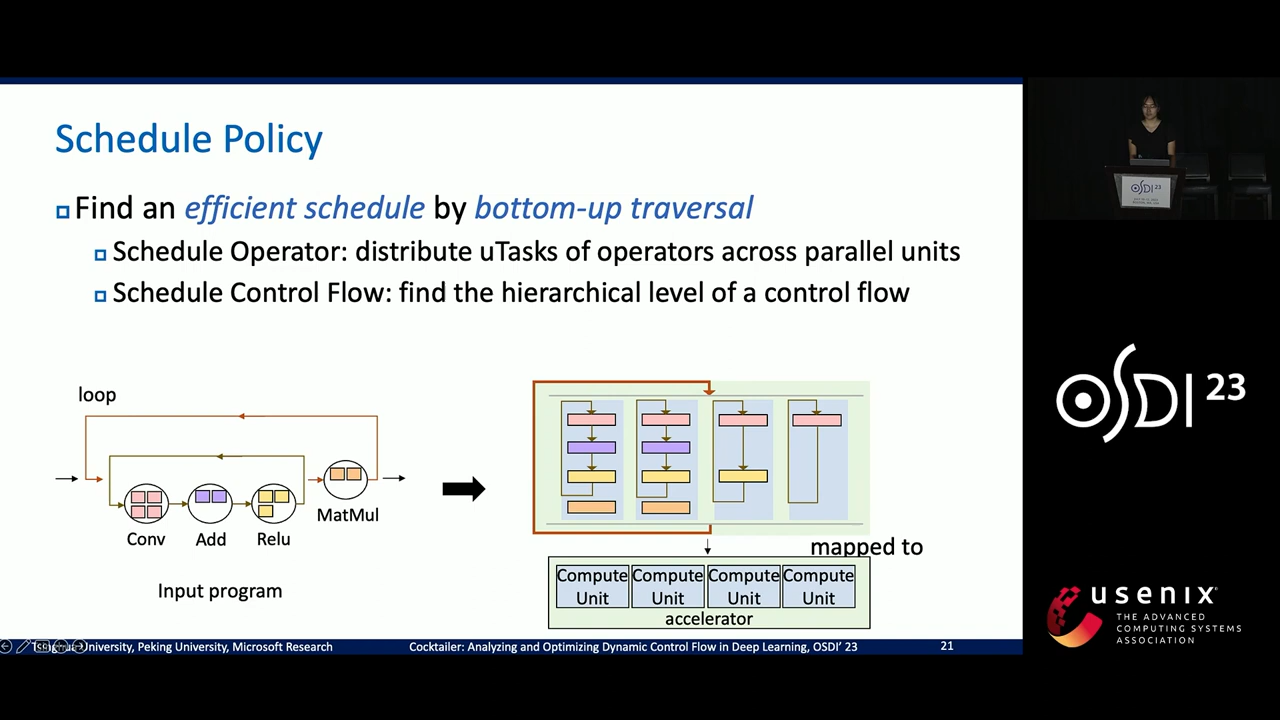 Schedule Policy
Find an efficient schedule by bottom-up traversal
Schedule Operator: distribute uTasks of operators across parallel units
Schedule Control Flow: find the hierarchical level of a control flow
loop
Conv
Add
Relu
MatMul
Input program
mapped to
Compute Unit
Compute Unit
Compute Unit
Compute Unit
accelerator
University, Peking University, Microsoft Research
Cocktailer: Analyzing and Optimizing Dynamic Control Flow in Deep Learning, OSDI' 23
21
OSDI 23
OSDI 23
usenix
THE ADVANCED
COMPUTING SYSTEMS
ASSOCIATION